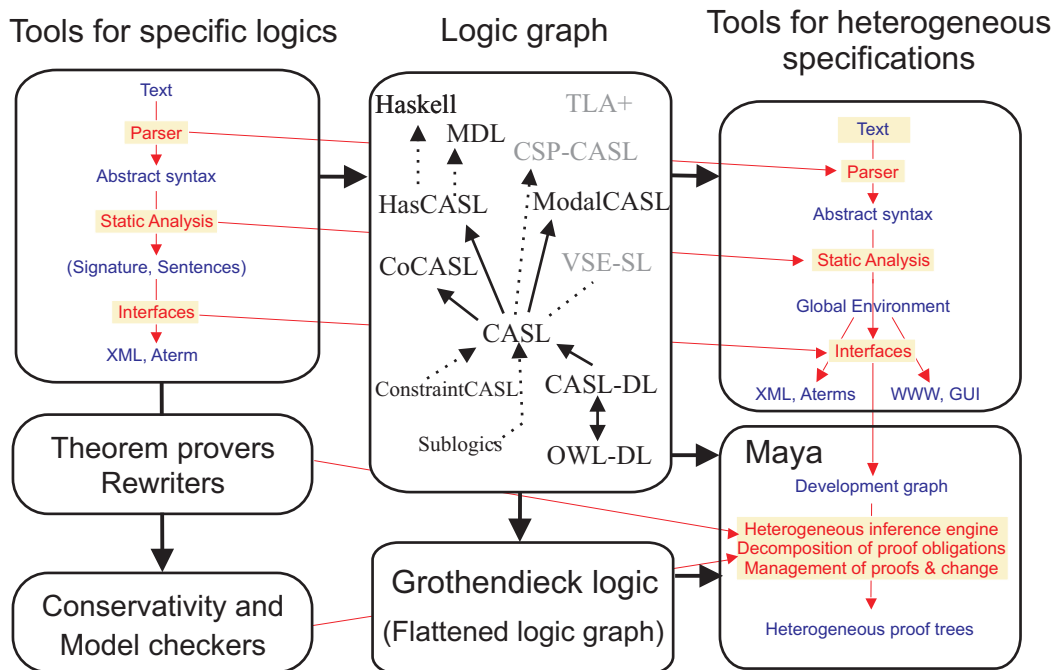 Tools for specific logics
Text
Parser
Abstract syntax
Static Analysis
(Signature, Sentences)
Interfaces
XML, Aterm
Theorem provers
Rewriters
Conservativity and
Model checkers
Logic graph
Haskell
TLA+
MDL
CSP-CASL
HasCASL
ModalCASL
CoCASL
VSE-SL
CASL
ConstraintCASL
CASL-DL
Sublogics
OWL-DL
Grothendieck logic
(Flattened logic graph)
Tools for heterogeneous
specifications
Text
Parser
Abstract syntax
Static Analysis
Global Environment
Interfaces
XML, Aterms
WWW, GUI
Maya
Development graph
Heterogeneous inference engine
Decomposition of proof obligations
Management of proofs & change
Heterogeneous proof trees